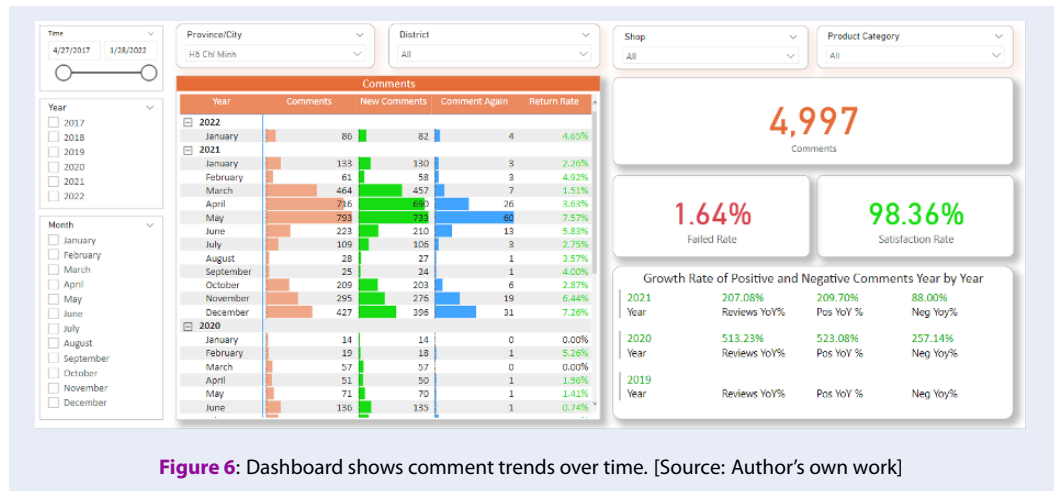 Time
4/27/2017 1/28/2022
Province/City
Hồ Chí Minh
District
All
Shop
All
Product Category
All
Year
2017
2018
2019
2020
2021
2022
Month
January
February
March
April
May
June
July
August
September
October
November
December
Comments
Year Comments New Comments Comment Again Return Rate
2022
January 86 82 4 4.65%
2021
January 133 130 3 2.26%
February 61 58 3 4.92%
March 464 457 7 1.51%
April 716 690 26 3.63%
May 793 733 60 7.57%
June 223 210 13 5.83%
July 109 106 3 2.75%
August 28 27 1 3.57%
September 25 24 1 4.00%
October 209 203 6 2.87%
November 295 276 19 6.44%
December 427 396 31 7.26%
2020
January 14 14 0 0.00%
February 19 18 1 5.26%
March 57 57 0 0.00%
April 51 50 1 1.96%
May 71 70 1 1.41%
June 136 135 1 0.74%
4,997
Comments
1.64%
Failed Rate
98.36%
Satisfaction Rate
Growth Rate of Positive and Negative Comments Year by Year
2021 207.08% 209.70% 88.00%
Year Reviews YoY% Pos YoY % Neg Yoy%
2020 513.23% 523.08% 257.14%
Year Reviews YoY% Pos YoY % Neg Yoy%
2019
Year Reviews YoY% Pos YoY % Neg Yoy%
Figure 6: Dashboard shows comment trends over time. [Source: Author's own work]